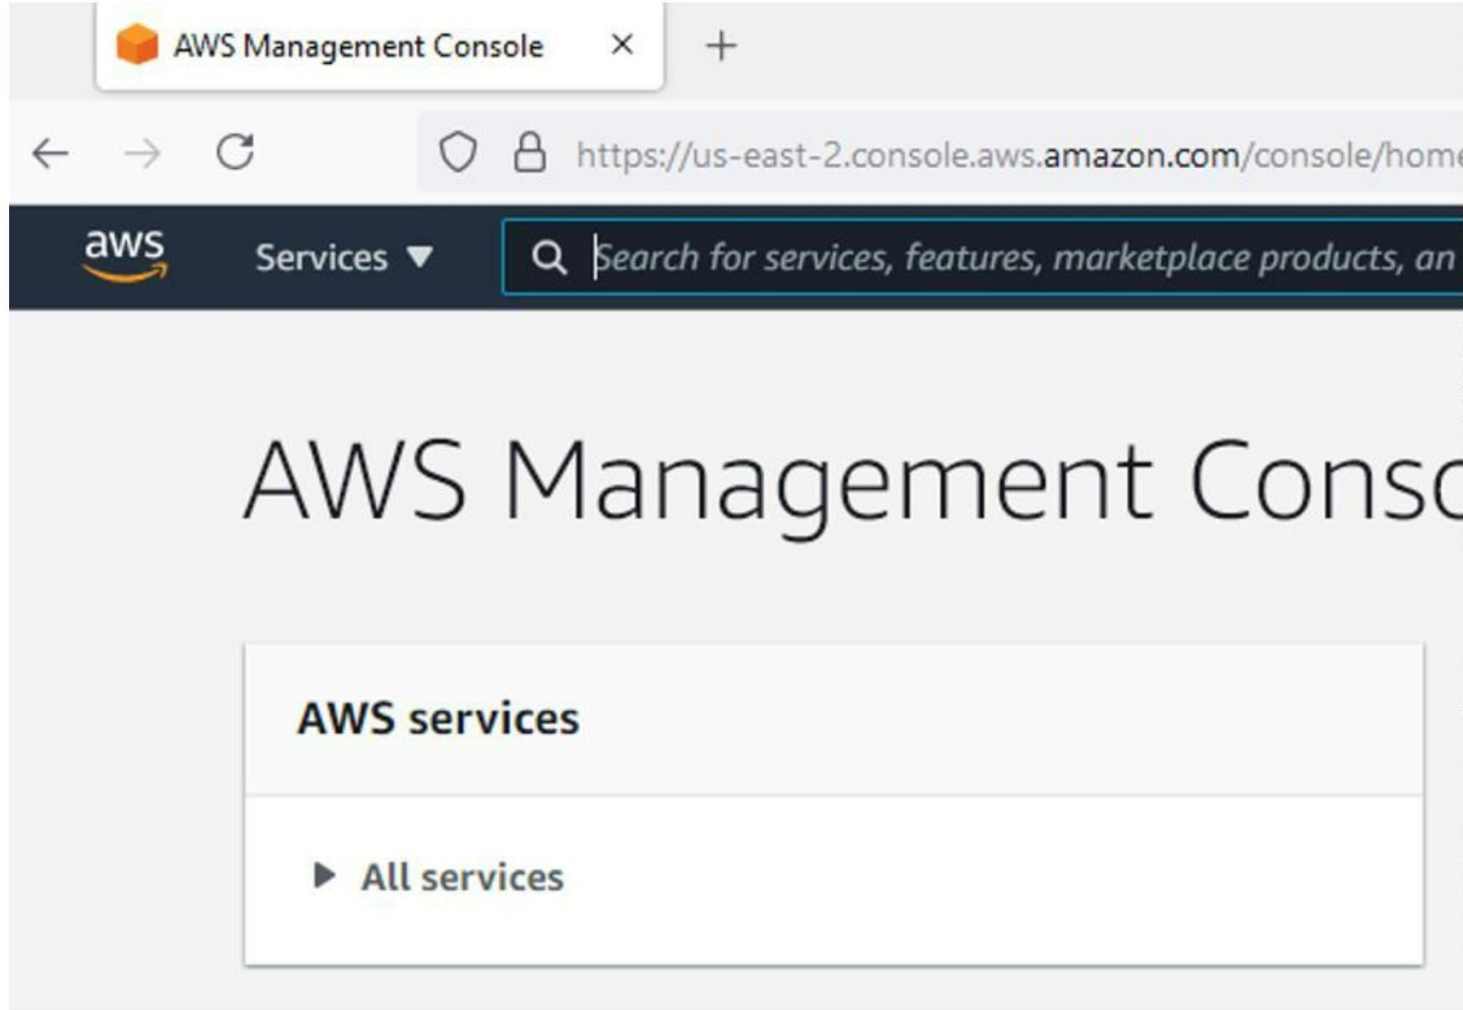 AWS Management Console
https://us-east-2.console.aws.amazon.com/console/home
aws Services Search for services, features, marketplace products, an
AWS Management Conso
AWS services
All services